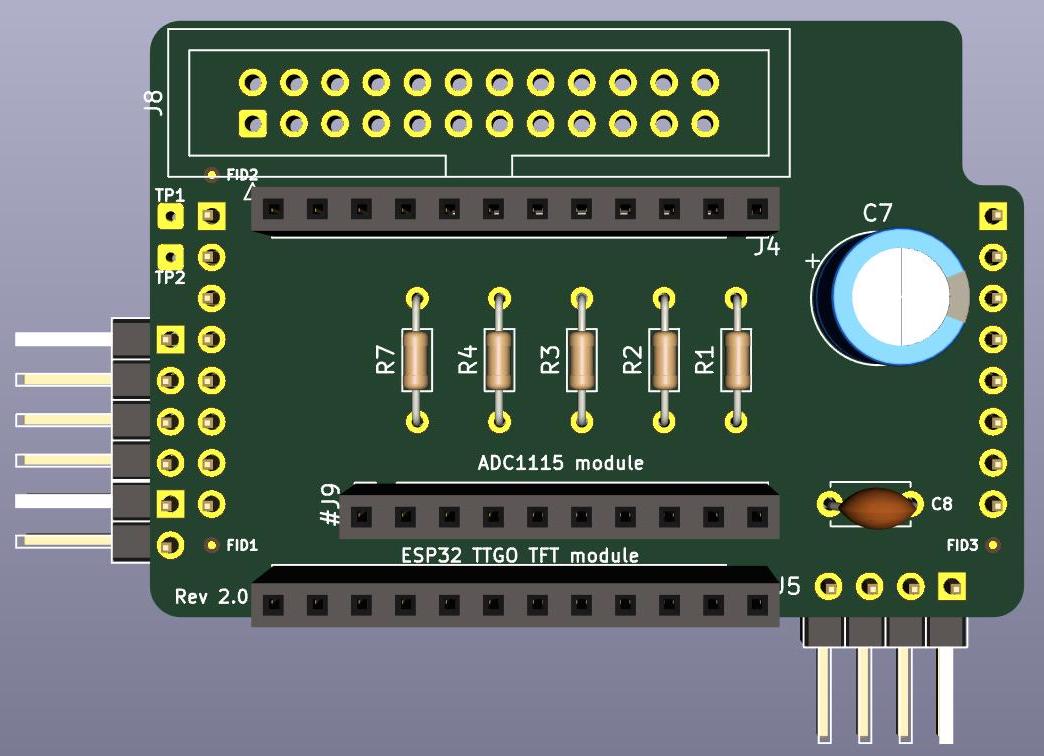 J8
FID2
TP1
TP2
J4
C7
+
R7
R4
R3
R2
R1
ADC1115 module
#J9
C8
ESP32 TTGO TFT module
FID1
FID3
Rev 2.0
J5